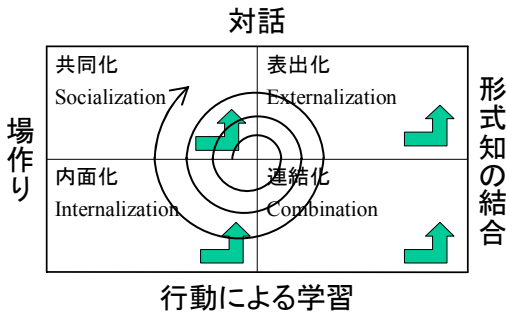 対話
共同化
Socialization
表出化
Externalization
場作り
形式知の結合
内面化
Internalization
連結化
Combination
行動による学習